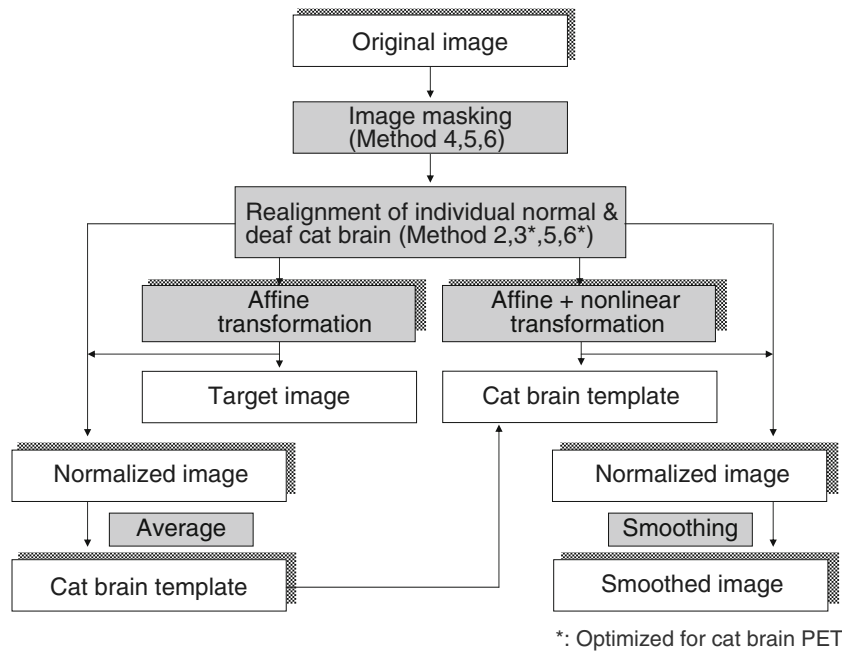 Original image
Image masking
(Method 4,5,6)
Realignment of individual normal &
deaf cat brain (Method 2,3*,5,6*)
Affine
transformation
Affine + nonlinear
transformation
Target image
Cat brain template
Normalized image
Normalized image
Average
Smoothing
Cat brain template
Smoothed image
*: Optimized for cat brain PET